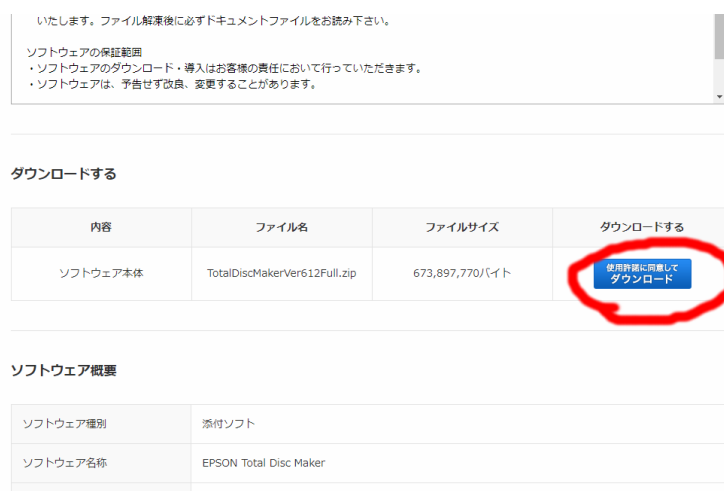 いたします。ファイル解凍後に必ずドキュメントファイルをお読み下さい。
ソフトウェアの保証範囲
・ソフトウェアのダウンロード・導入はお客様の責任において行っていただきます。
・ソフトウェアは、予告せず改良、変更することがあります。
ダウンロードする
内容 ファイル名 ファイルサイズ ダウンロードする
ソフトウェア本体 TotalDiscMakerVer612Full.zip 673,897,770バイト 使用許諾に同意して
ダウンロード
ソフトウェア概要
ソフトウェア種別 添付ソフト
ソフトウェア名称 EPSON Total Disc Maker